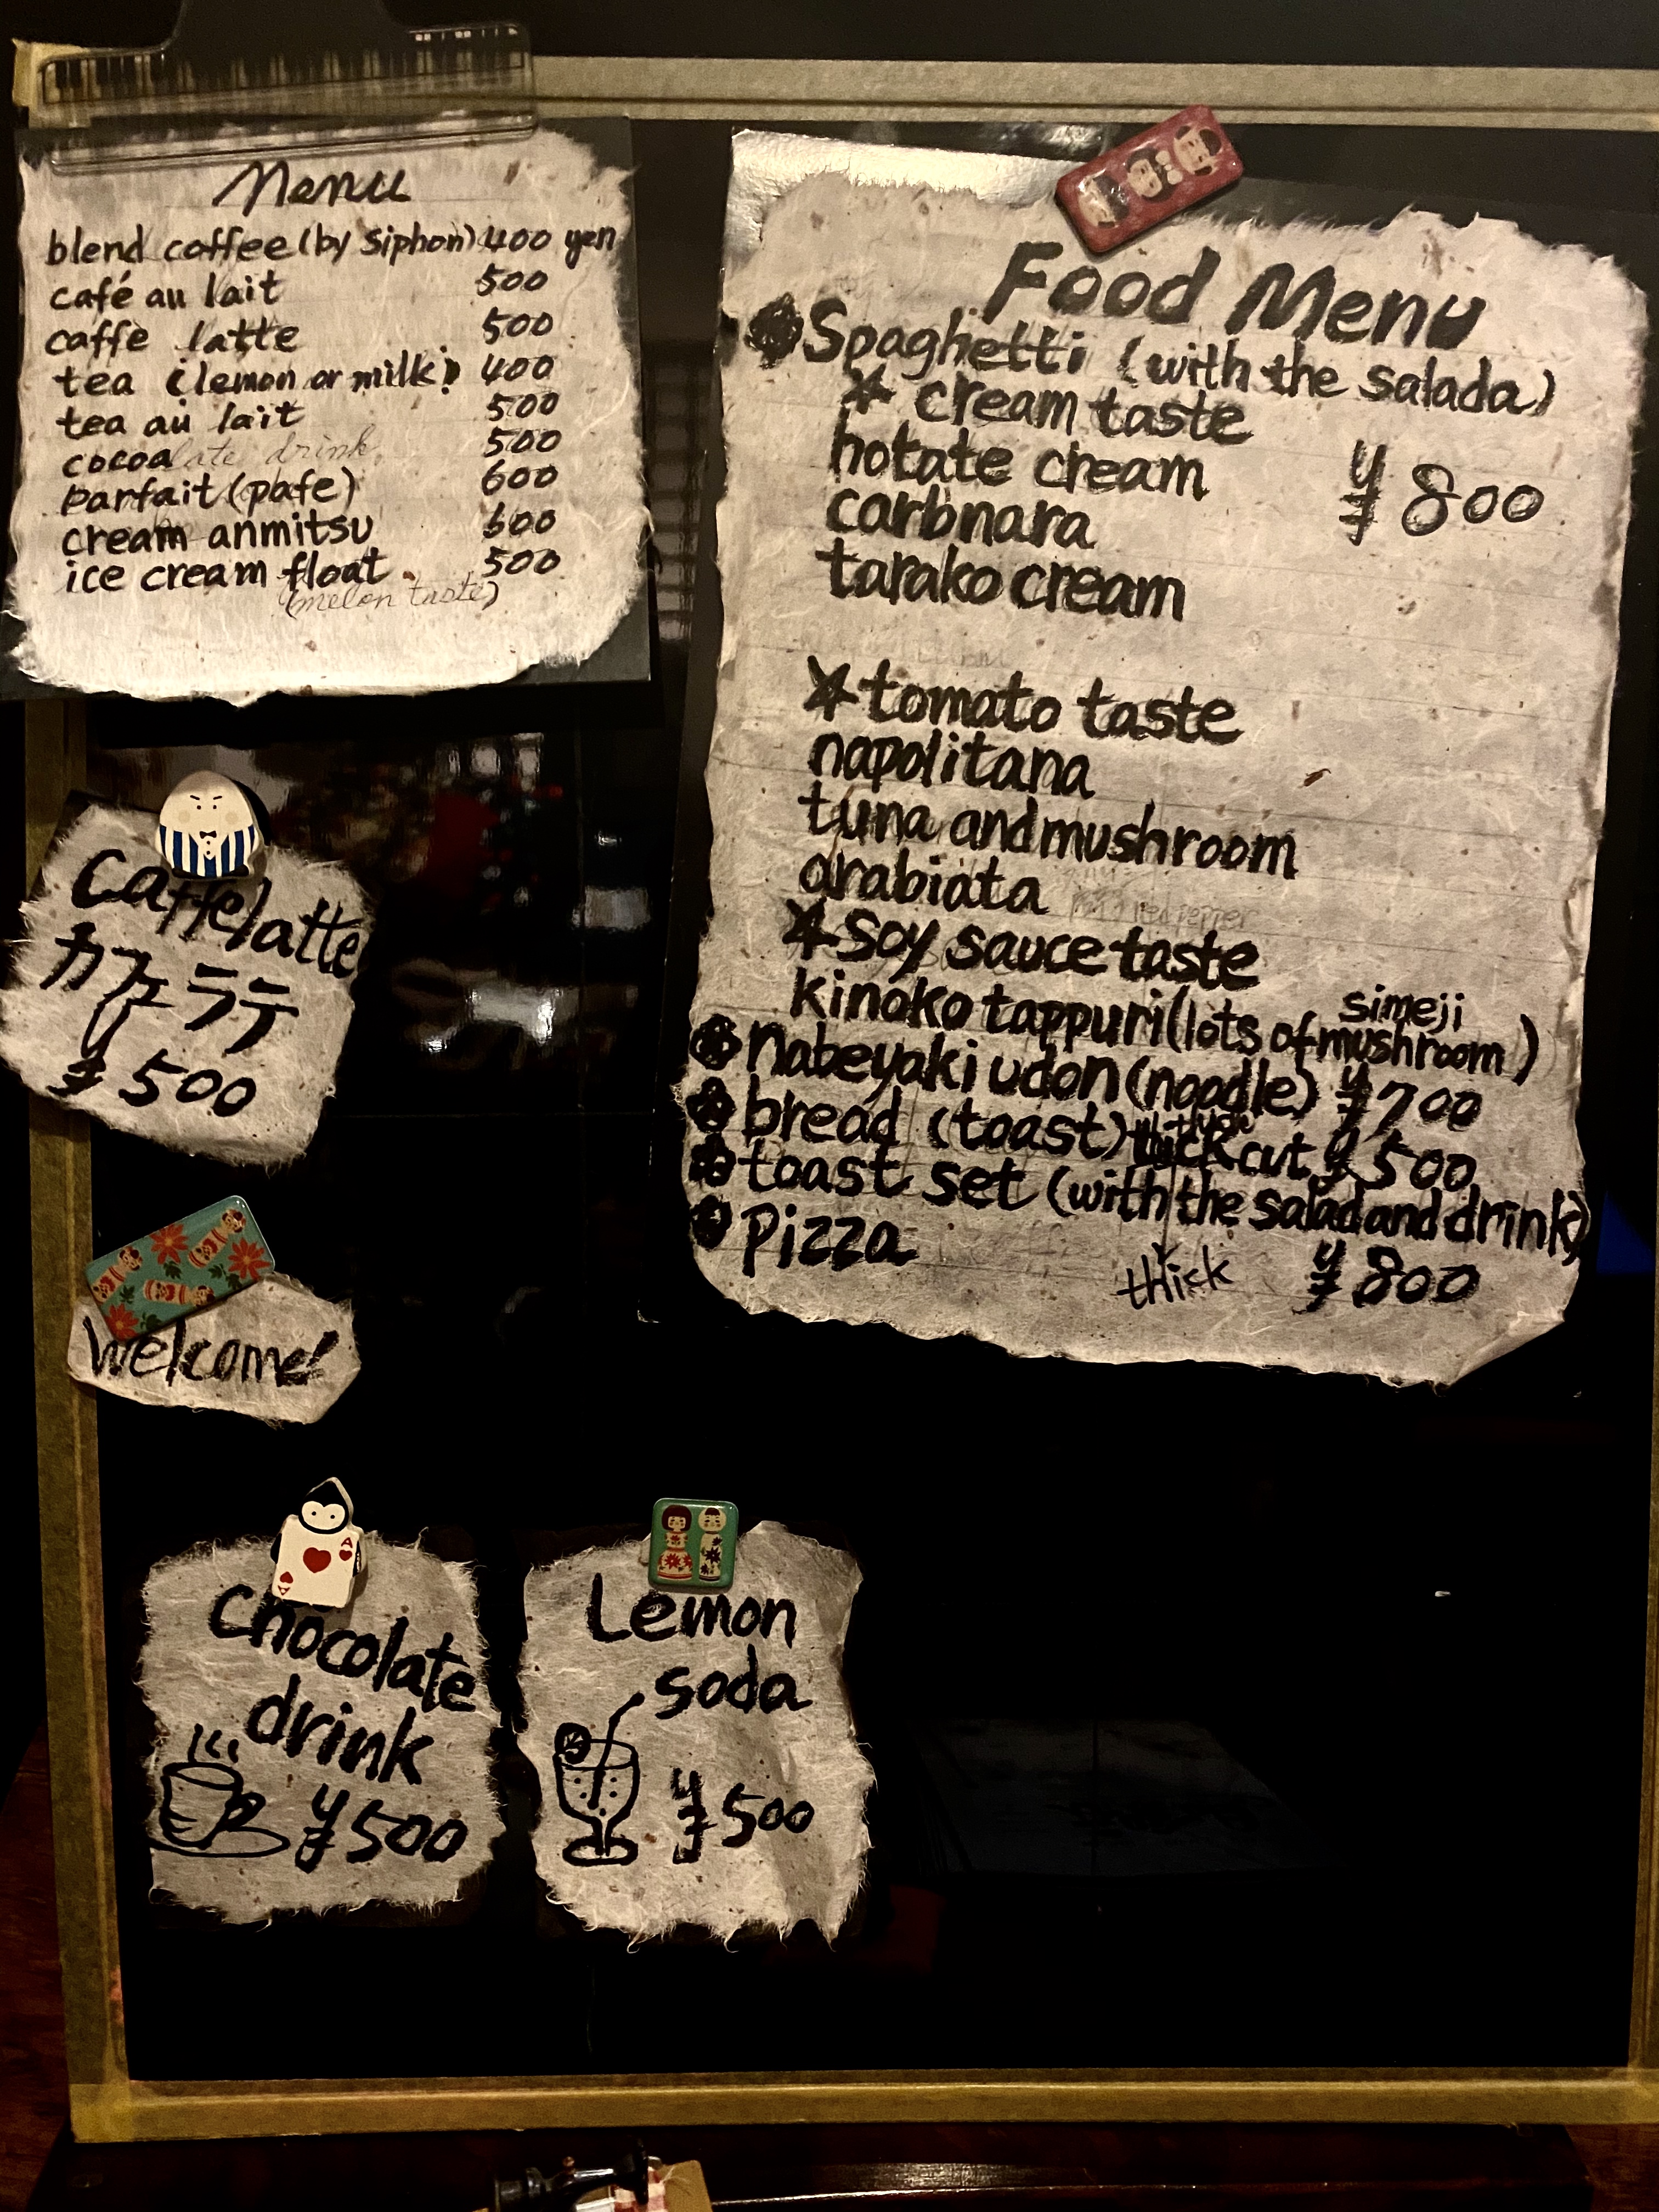 Menu
blend coffee (by Siphon) 400 yen
café au lait 500
caffe latte 500
tea (lemon or milk) 400
tea au lait 500
cocoalate drink 500
parfait (pafe) 600
cream anmitsu 600
ice cream float 500
(melon taste)
Food Menu
Spaghetti (with the salada)
cream taste
hotate cream ¥800
carbnara
tarako cream
tomato taste
napolitana
tuna and mushroom
arabiata red pepper
Soy sauce taste
simeji
kinoko tappuri (lots of mushroom)
Nabeyaki udon (noodle) ¥700
bread (toast) thick cut ¥500
toast set (with the salad and drink)
Pizza
thick ¥800
Caffe latte
カフェラテ
¥500
Welcome!
A
A
Chocolate
drink
¥500
Lemon
soda
¥500